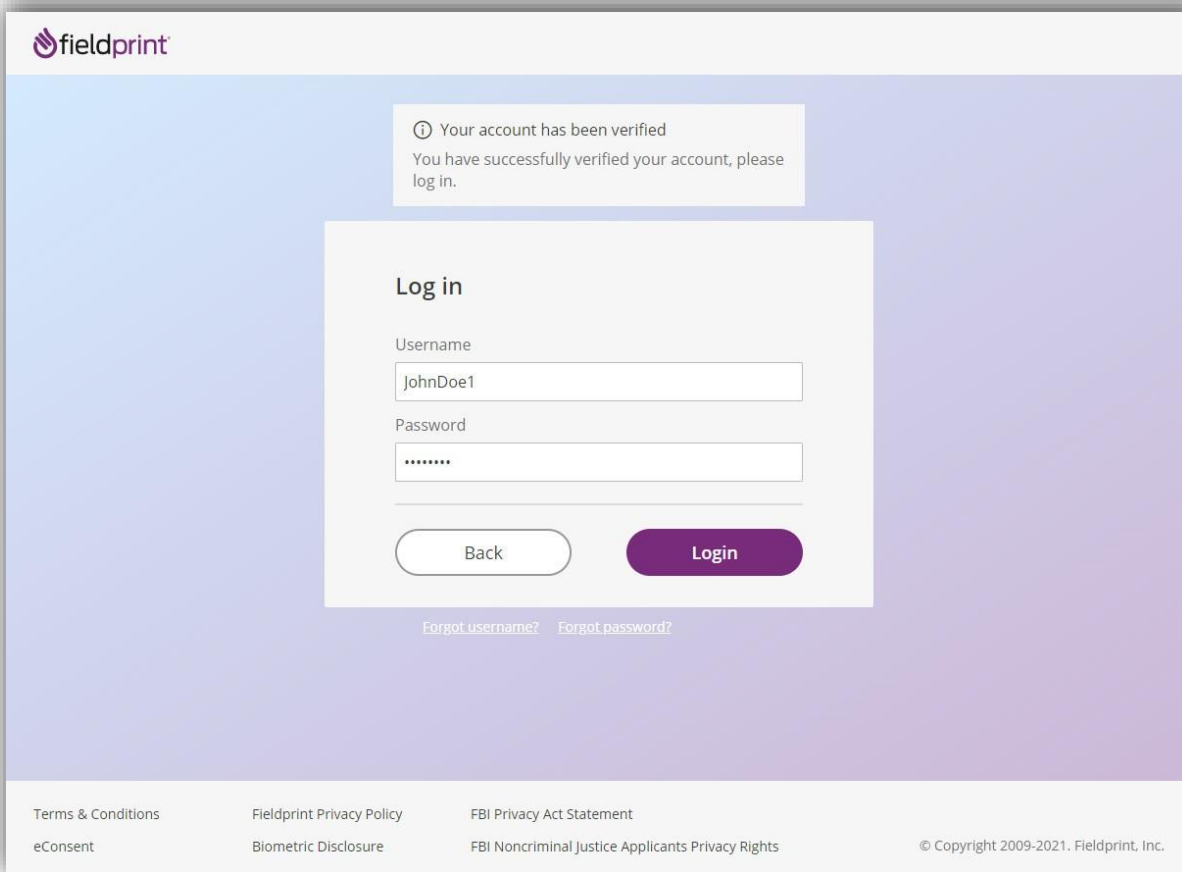 fieldprint
Your account has been verified
You have successfully verified your account, please
log in.
Log in
Username
JohnDoe1
Password
••••••••
Back
Login
Forgot username? Forgot password?
Terms & Conditions
Fieldprint Privacy Policy
FBI Privacy Act Statement
eConsent
Biometric Disclosure
FBI Noncriminal Justice Applicants Privacy Rights
© Copyright 2009-2021. Fieldprint, Inc.